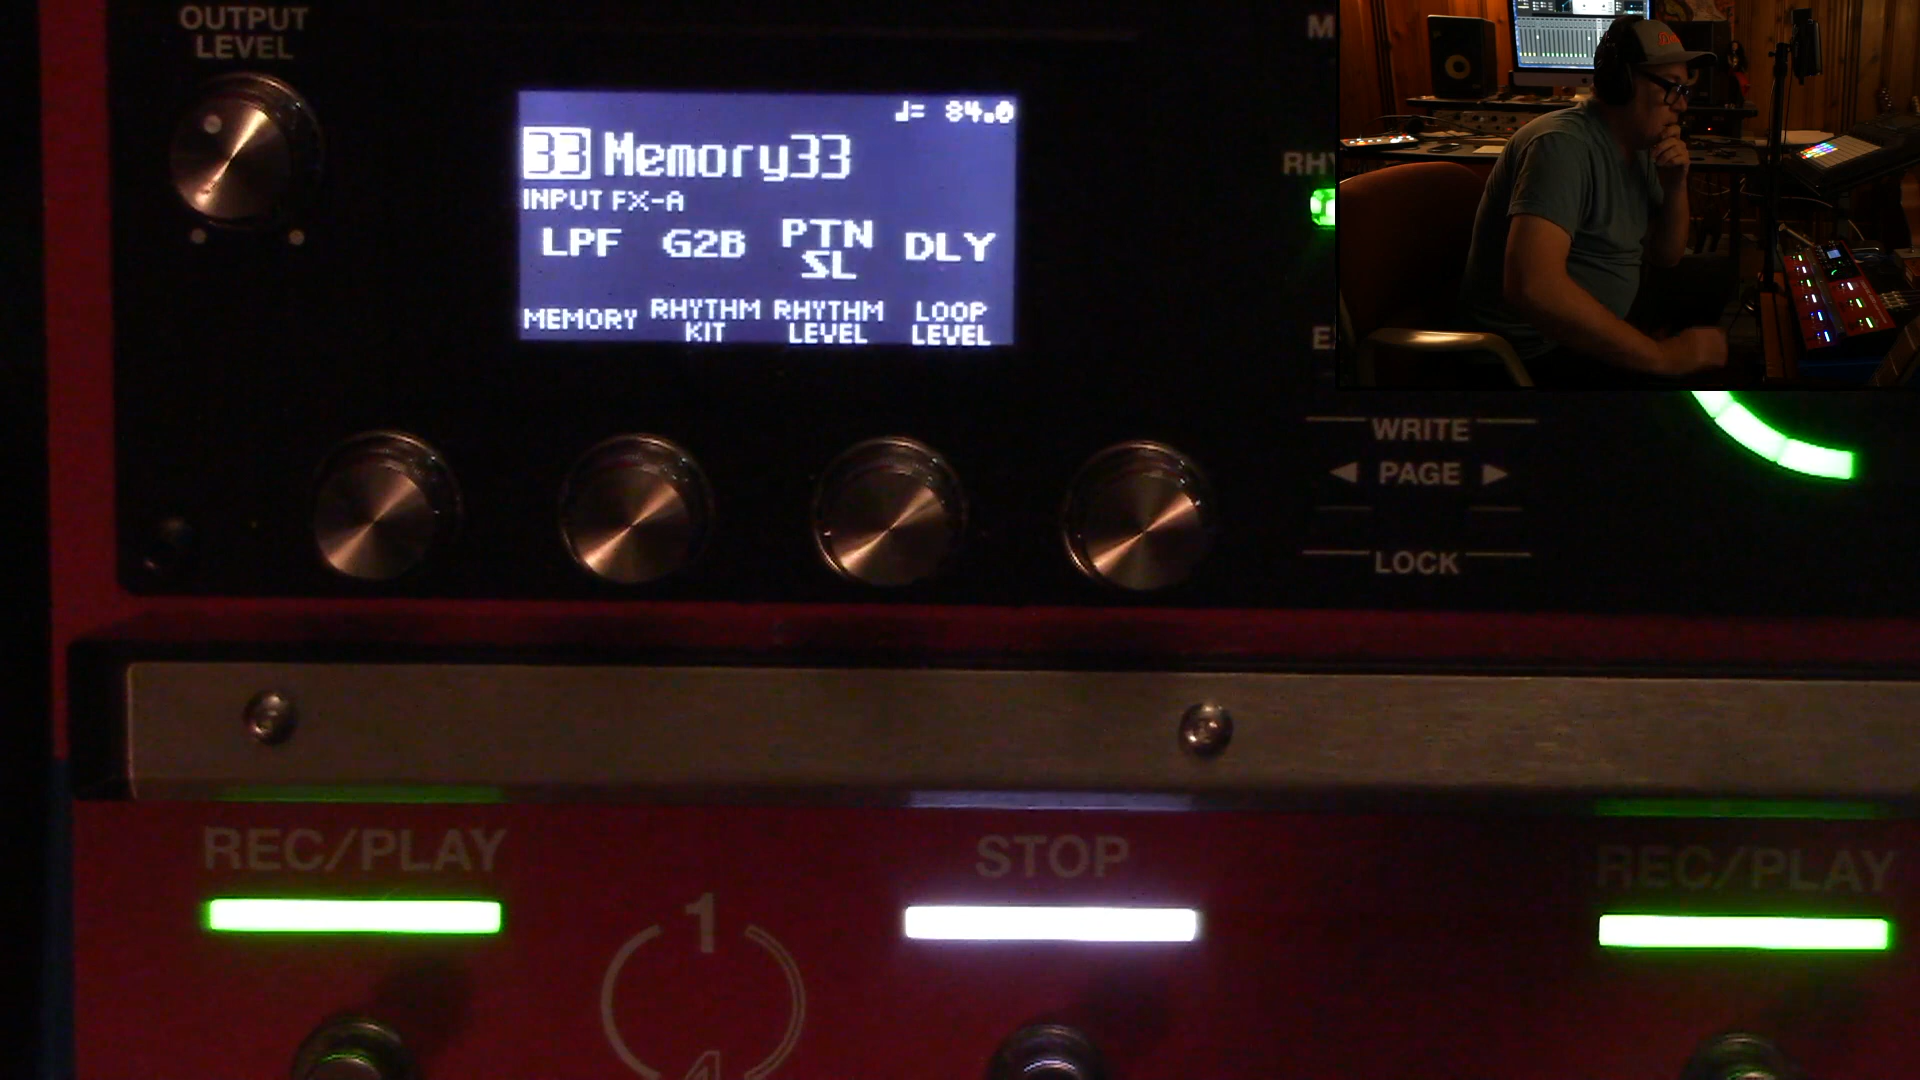 OUTPUT
LEVEL
♩= 84.0
33 Memory33
INPUT FX-A
LPF G2B PTN SL DLY
MEMORY RHYTHM KIT RHYTHM LEVEL LOOP LEVEL
WRITE
◀ PAGE ▶
LOCK
REC/PLAY
STOP
REC/PLAY
1
4